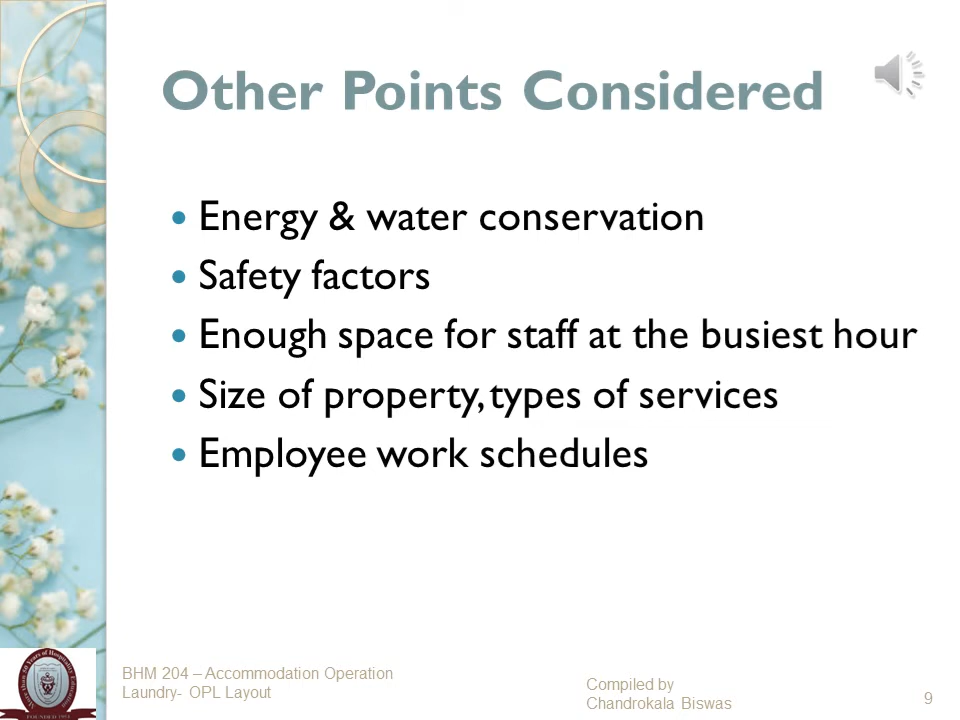 Other Points Considered
• Energy & water conservation
• Safety factors
• Enough space for staff at the busiest hour
• Size of property, types of services
• Employee work schedules
BHM 204 – Accommodation Operation
Laundry- OPL Layout
Compiled by
Chandrokala Biswas
9